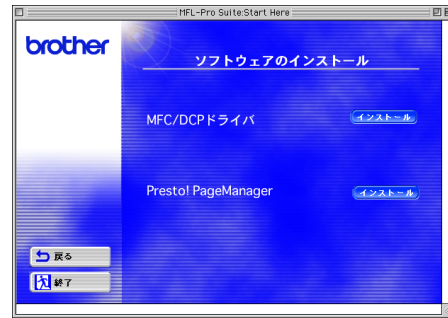 MFL-Pro Suite:Start Here
brother
ソフトウェアのインストール
MFC/DCPドライバ
インストール
Presto! PageManager
インストール
戻る
終了